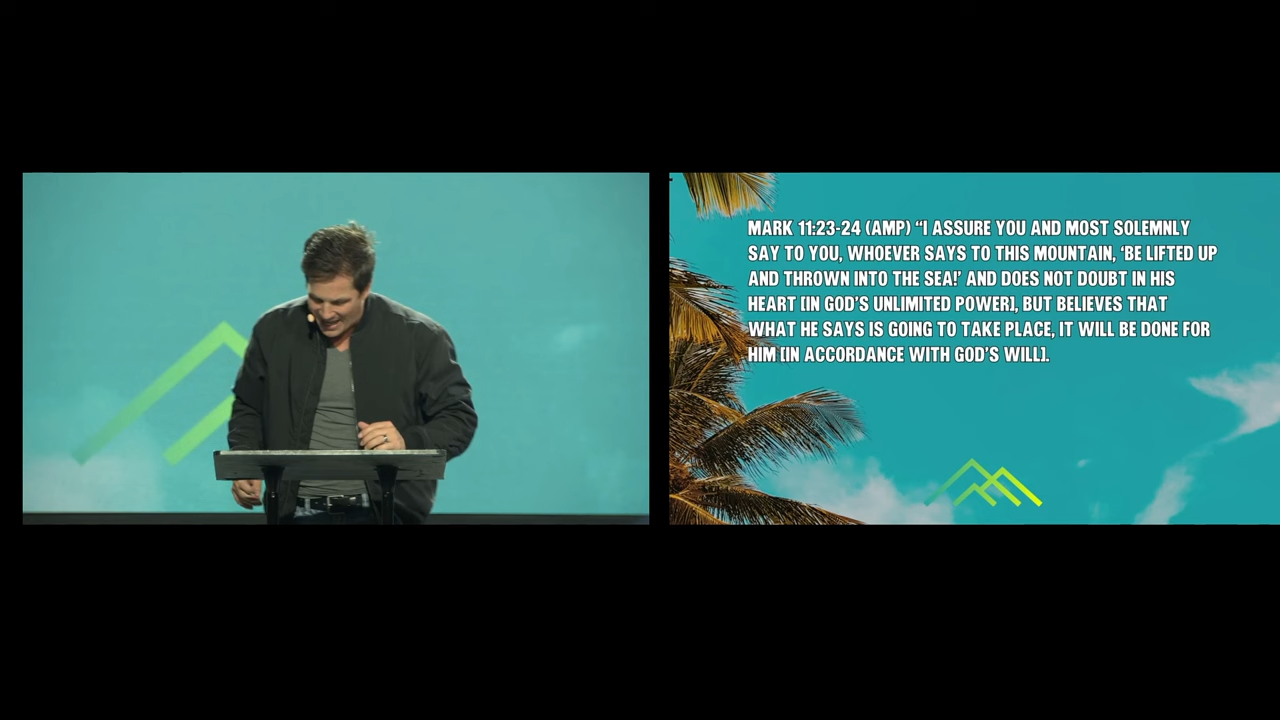 MARK 11:23-24 (AMP) “I ASSURE YOU AND MOST SOLEMNLY
SAY TO YOU, WHOEVER SAYS TO THIS MOUNTAIN, ‘BE LIFTED UP
AND THROWN INTO THE SEA!’ AND DOES NOT DOUBT IN HIS
HEART [IN GOD’S UNLIMITED POWER], BUT BELIEVES THAT
WHAT HE SAYS IS GOING TO TAKE PLACE, IT WILL BE DONE FOR
HIM [IN ACCORDANCE WITH GOD’S WILL].